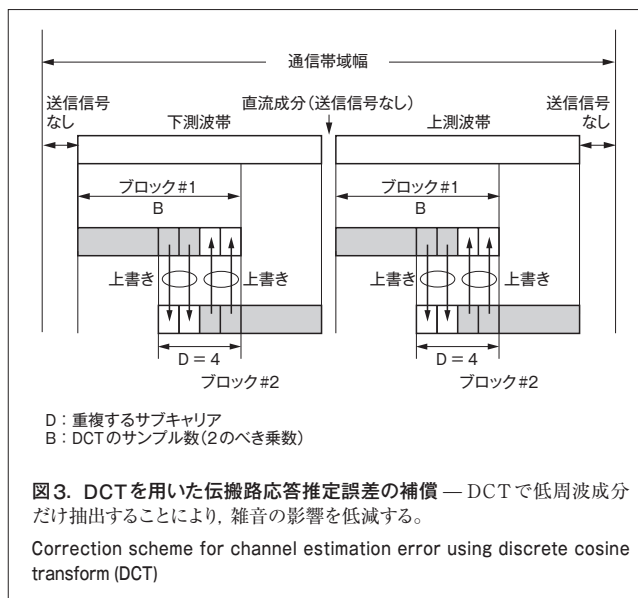 通信帯域幅
送信信号
なし
下測波帯
直流成分(送信信号なし)
上測波帯
送信信号
なし
ブロック#1
B
ブロック#1
B
上書き
上書き
上書き
上書き
D=4
ブロック#2
D=4
ブロック#2
D:重複するサブキャリア
B:DCTのサンプル数(2のべき乗数)
図3. DCTを用いた伝搬路応答推定誤差の補償 — DCTで低周波成分
だけ抽出することにより,雑音の影響を低減する。
Correction scheme for channel estimation error using discrete cosine
transform (DCT)